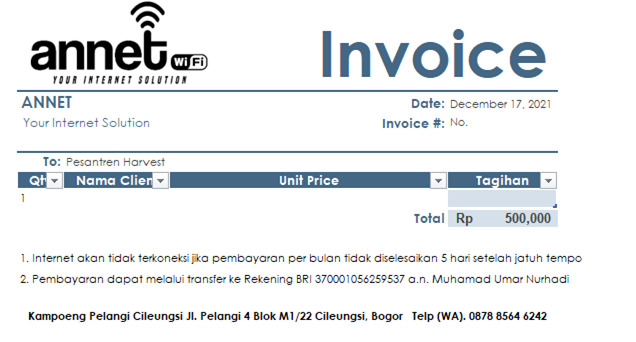 annet WiFi
YOUR INTERNET SOLUTION
Invoice
ANNET
Your Internet Solution
Date: December 17, 2021
Invoice #: No.
To: Pesantren Harvest
Qty Nama Clien Unit Price Tagihan
1
Total Rp 500,000
1. Internet akan tidak terkoneksi jika pembayaran per bulan tidak diselesaikan 5 hari setelah jatuh tempo
2. Pembayaran dapat melalui transfer ke Rekening BRI 370001056259537 a.n. Muhamad Umar Nurhadi
Kampoeng Pelangi Cileungsi Jl. Pelangi 4 Blok M1/22 Cileungsi, Bogor Telp (WA). 0878 8564 6242